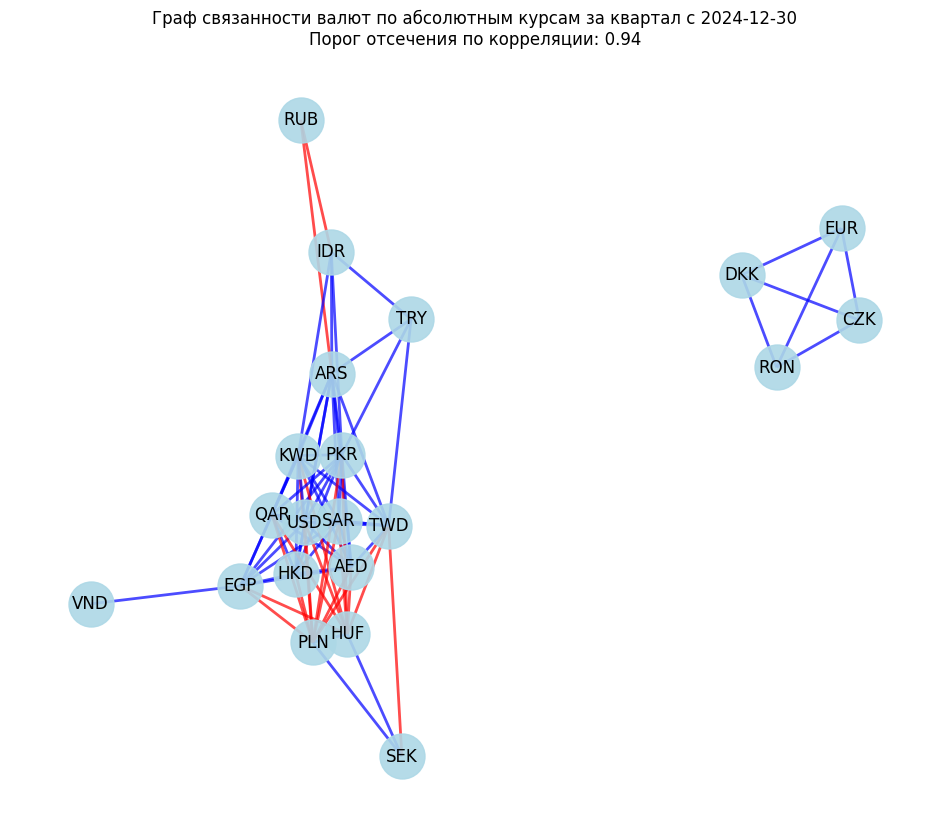 Граф связанности валют по абсолютным курсам за квартал с 2024-12-30
Порог отсечения по корреляции: 0.94
RUB
EUR
IDR
DKK
TRY
CZK
RON
ARS
KWD
PKR
QAR
USD
SAR
TWD
AED
HKD
EGP
VND
PLN
HUF
SEK